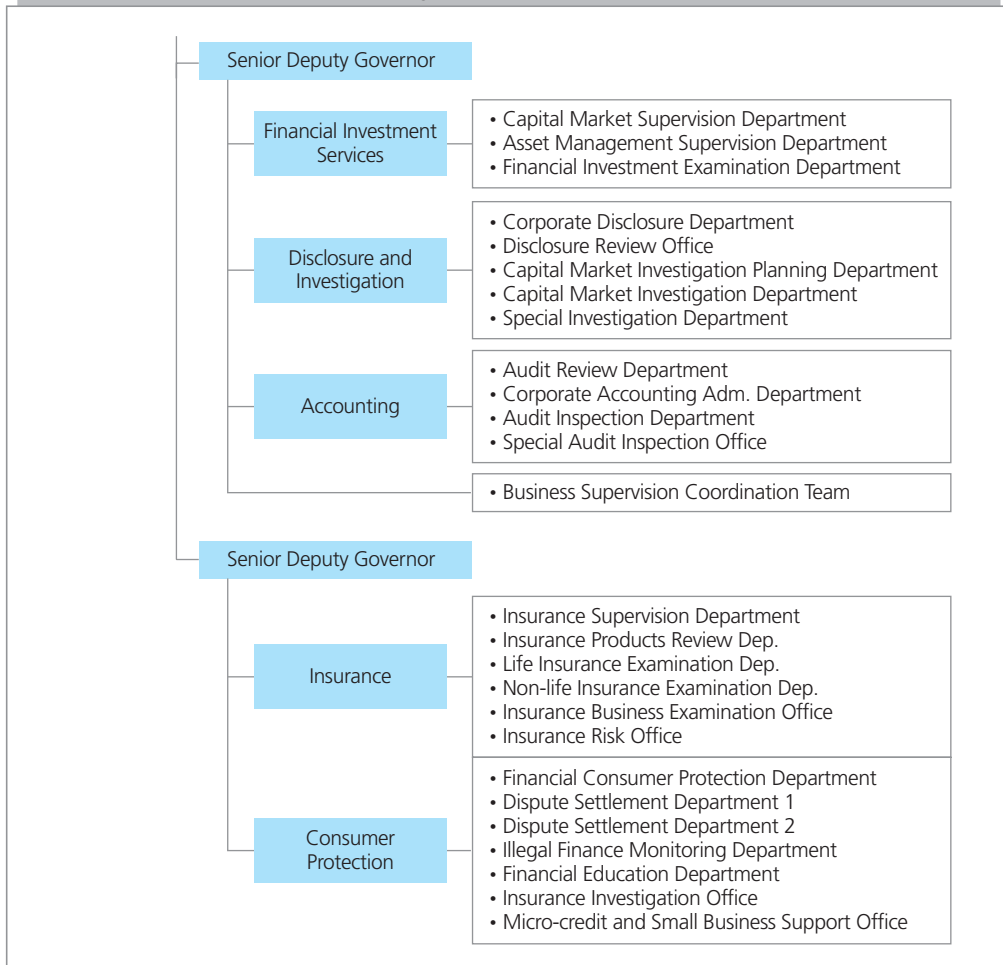 Senior Deputy Governor
Financial Investment
Services
• Capital Market Supervision Department
• Asset Management Supervision Department
• Financial Investment Examination Department
Disclosure and
Investigation
• Corporate Disclosure Department
• Disclosure Review Office
• Capital Market Investigation Planning Department
• Capital Market Investigation Department
• Special Investigation Department
Accounting
• Audit Review Department
• Corporate Accounting Adm. Department
• Audit Inspection Department
• Special Audit Inspection Office
• Business Supervision Coordination Team
Senior Deputy Governor
Insurance
• Insurance Supervision Department
• Insurance Products Review Dep.
• Life Insurance Examination Dep.
• Non-life Insurance Examination Dep.
• Insurance Business Examination Office
• Insurance Risk Office
Consumer
Protection
• Financial Consumer Protection Department
• Dispute Settlement Department 1
• Dispute Settlement Department 2
• Illegal Finance Monitoring Department
• Financial Education Department
• Insurance Investigation Office
• Micro-credit and Small Business Support Office